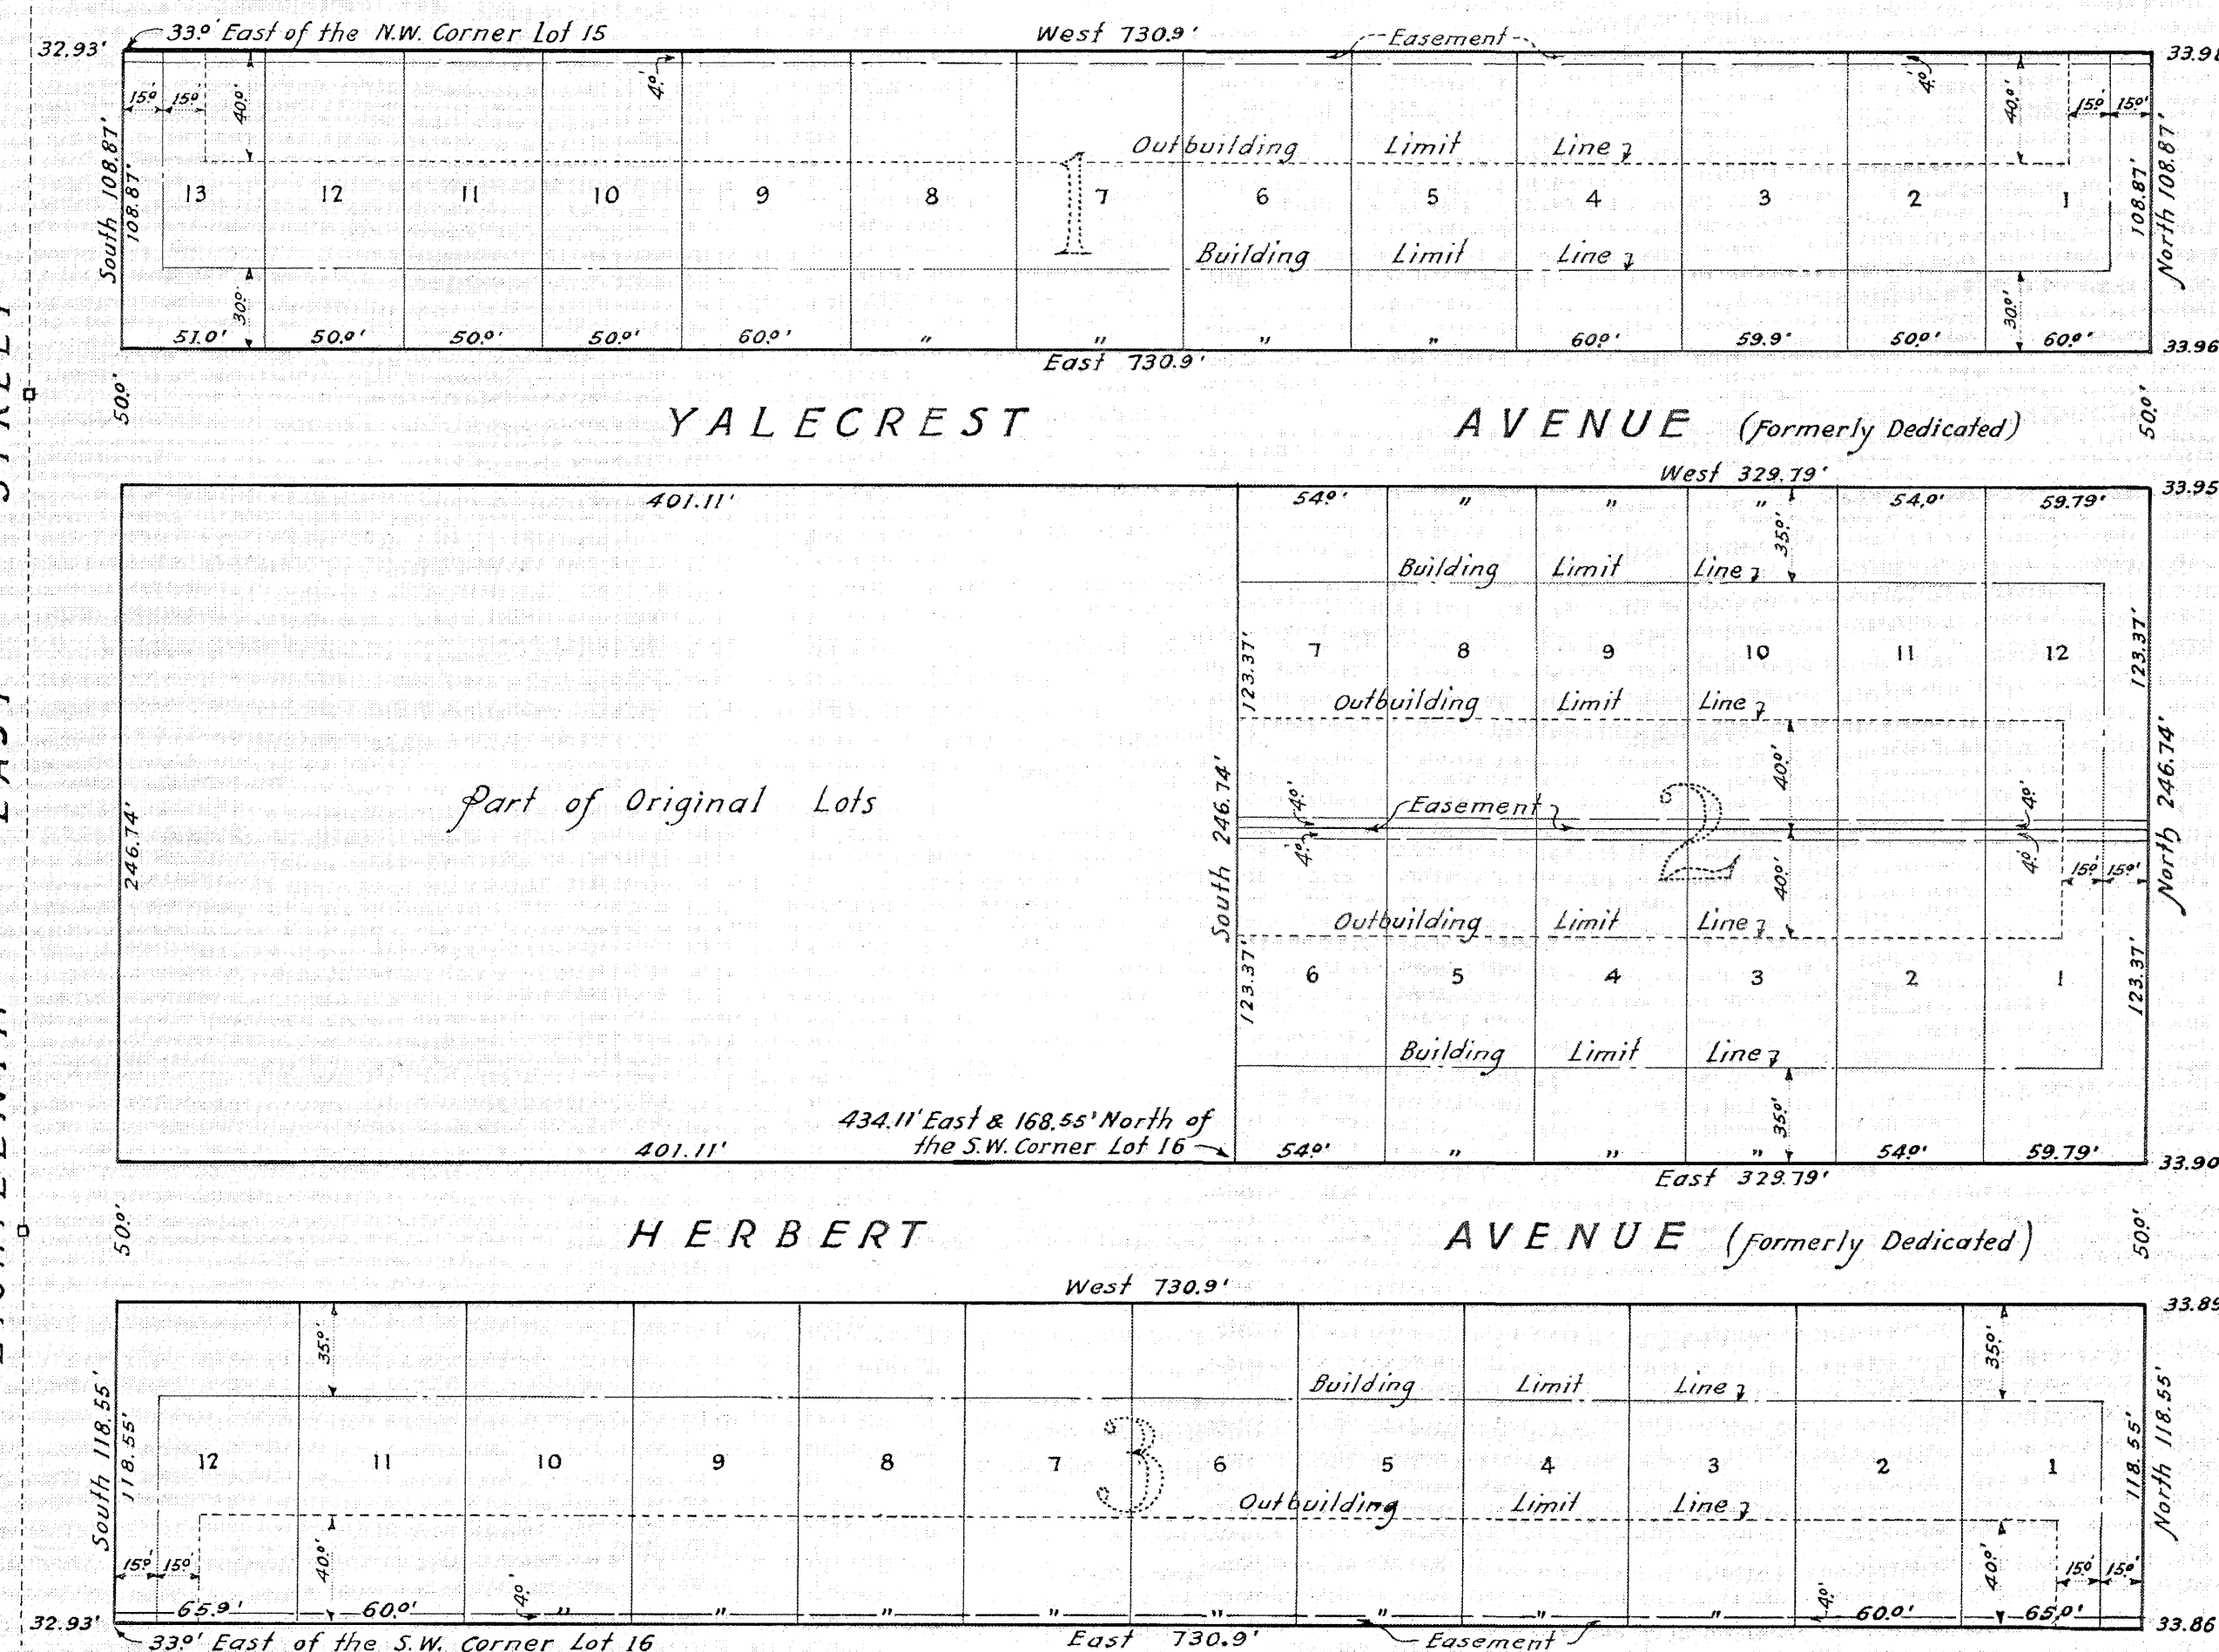 33.0' East of the N.W. Corner Lot 15
West 730.9'
Easement
32.93'
33.98
4.0'
4.0'
15.0' 15.0'
40.0'
40.0'
15.0' 15.0'
South 108.87'
108.87'
108.87'
North 108.87'
Outbuilding Limit Line
13 12 11 10 9 8 7 6 5 4 3 2 1
1
Building Limit Line
30.0'
30.0'
51.0' 50.0' 50.0' 50.0' 60.0' " " " " 60.0' 59.9' 50.0' 60.0'
33.96
East 730.9'
50.0'
YALECREST AVENUE (Formerly Dedicated)
50.0'
STREET
West 329.79'
401.11'
54.0' " " " 54.0' 59.79'
33.95
35.0'
Building Limit Line
123.37'
7 8 9 10 11 12
123.37'
EAST
Outbuilding Limit Line
40.0'
246.74'
Part of Original Lots
South 246.74'
North 246.74'
4.0' 4.0'
Easement
2
4.0' 4.0'
40.0'
15.0' 15.0'
Outbuilding Limit Line
123.37'
6 5 4 3 2 1
123.37'
Building Limit Line
35.0'
434.11' East & 168.55' North of
the S.W. Corner Lot 16
401.11'
54.0' " " " 54.0' 59.79'
33.90
East 329.79'
50.0'
HERBERT AVENUE (Formerly Dedicated)
50.0'
West 730.9'
33.89
35.0'
35.0'
Building Limit Line
South 118.55'
118.55'
118.55'
North 118.55'
12 11 10 9 8 7 6 5 4 3 2 1
3
Outbuilding Limit Line
15.0' 15.0'
40.0'
4.0'
4.0'
40.0'
15.0' 15.0'
65.9' 60.0' " " " " " " " " 60.0' 65.0'
32.93'
33.86
33.0' East of the S.W. Corner Lot 16
East 730.9'
Easement